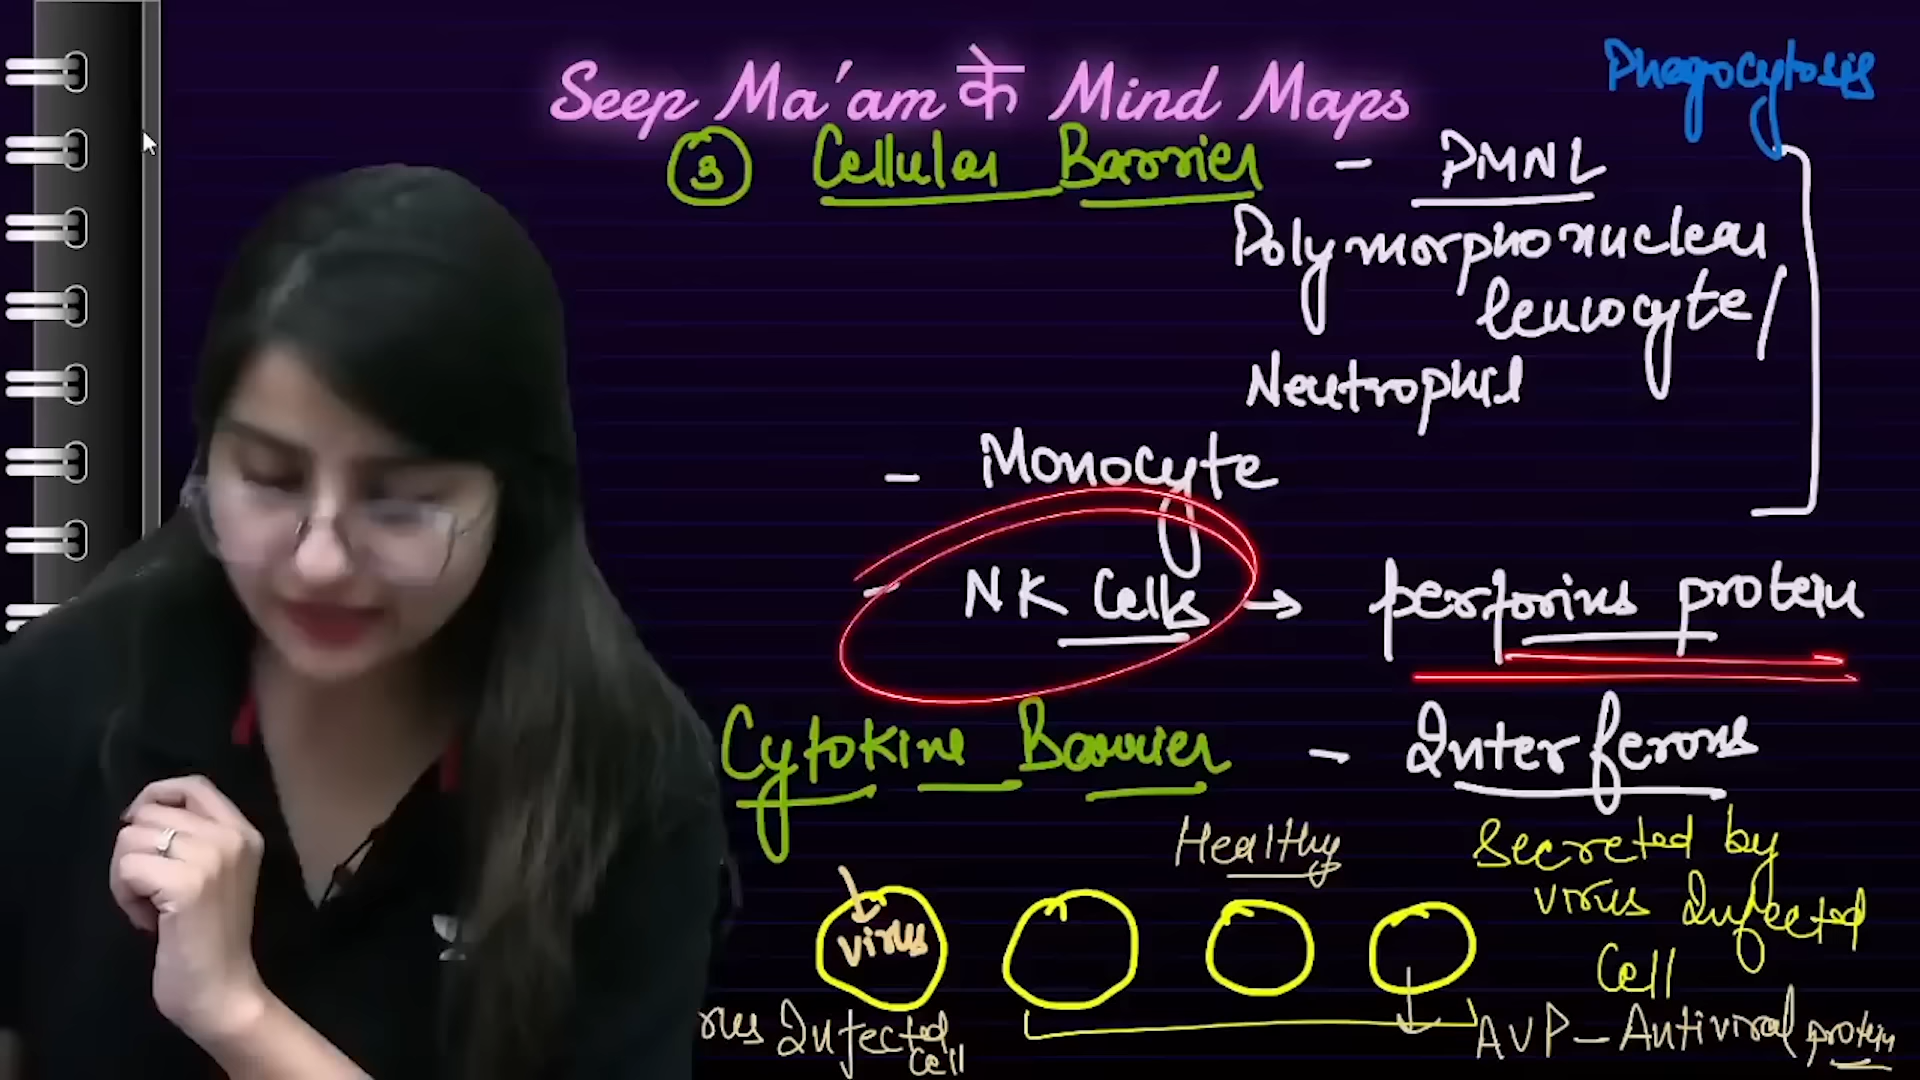 Seep Ma'am के Mind Maps
Phagocytosis
③ Cellular Barrier - PMNL
Polymorphonuclear
leucocyte/
Neutrophil
- Monocyte
- NK Cells → perforins protein
Cytokine Barrier - Interferons
Healthy
Secreted by
virus Infected
Cell
virus
rus Infected
Cell
AVP - Antiviral protein